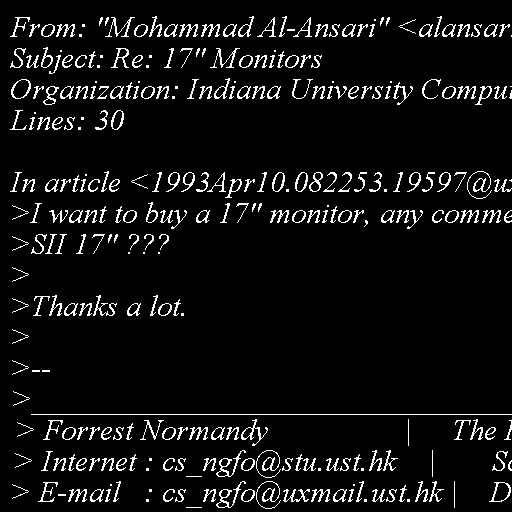 From: "Mohammad Al-Ansari" <alansar
Subject: Re: 17" Monitors
Organization: Indiana University Compu
Lines: 30

In article <1993Apr10.082253.19597@ux
>I want to buy a 17" monitor, any comme
>SII 17" ???
>
>Thanks a lot.
>
>--
>__________________________________
> Forrest Normandy | The
> Internet : cs_ngfo@stu.ust.hk |
> E-mail : cs_ngfo@uxmail.ust.hk |